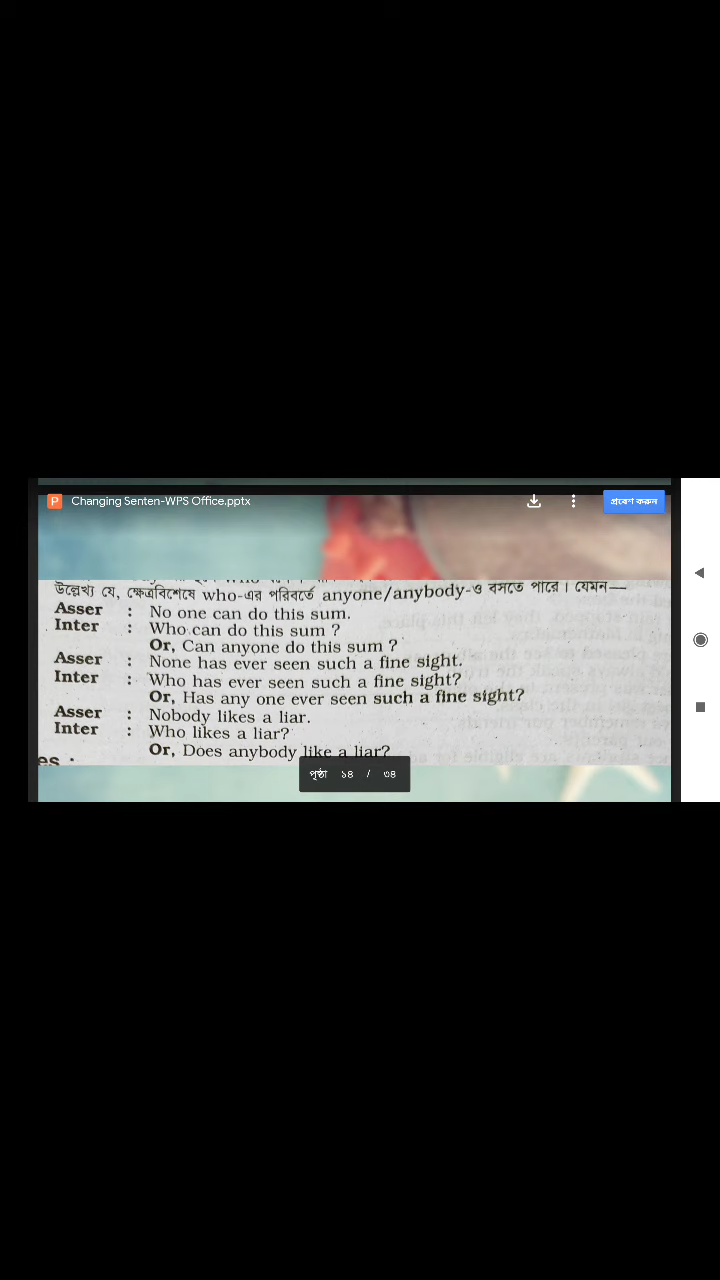 Changing Senten-WPS Office.pptx
প্রবেশ করুন
উল্লেখ্য যে, ক্ষেত্রবিশেষে who-এর পরিবর্তে anyone/anybody-ও বসতে পারে। যেমন—
Asser : No one can do this sum.
Inter : Who can do this sum ?
Or, Can anyone do this sum ?
Asser : None has ever seen such a fine sight.
Inter : Who has ever seen such a fine sight?
Or, Has any one ever seen such a fine sight?
Asser : Nobody likes a liar.
Inter : Who likes a liar?
Or, Does anybody like a liar?
es :
পৃষ্ঠা ১৪ / ৩৪